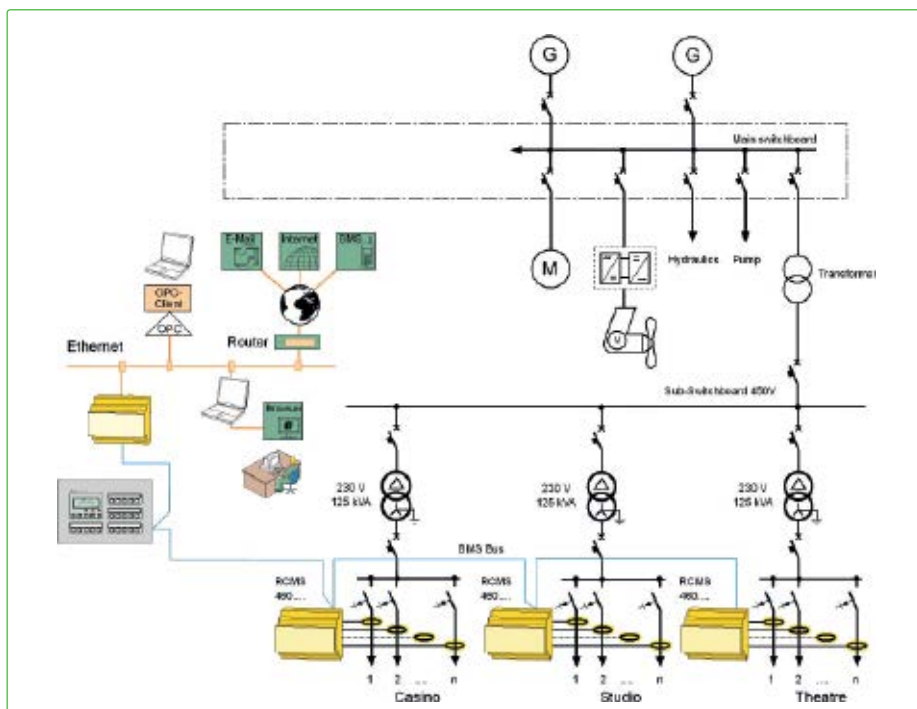 G G
Main switchboard
E-Mail Internet SMS
M
Hydraulics Pump
Transformer
OPC-
Client
OPC
Ethernet
Router
M
Sub-Switchboard 450V
Browser
230 V
125 kVA
230 V
125 kVA
230 V
125 kVA
BMS Bus
RCMS
460....
RCMS
460....
RCMS
460....
1 2 ... n
1 2 ... n
1 2 ... n
Casino
Studio
Theatre